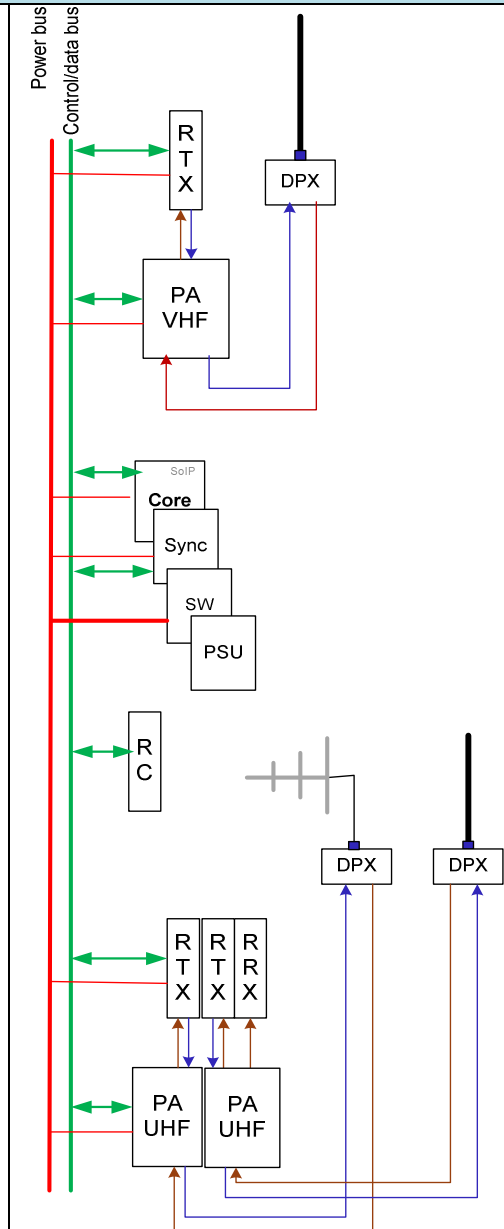 Power bus
Control/data bus
R
T
X
DPX
PA
VHF
SoIP
Core
Sync
SW
PSU
R
C
DPX
DPX
R
T
X
R
T
X
R
R
X
PA
UHF
PA
UHF